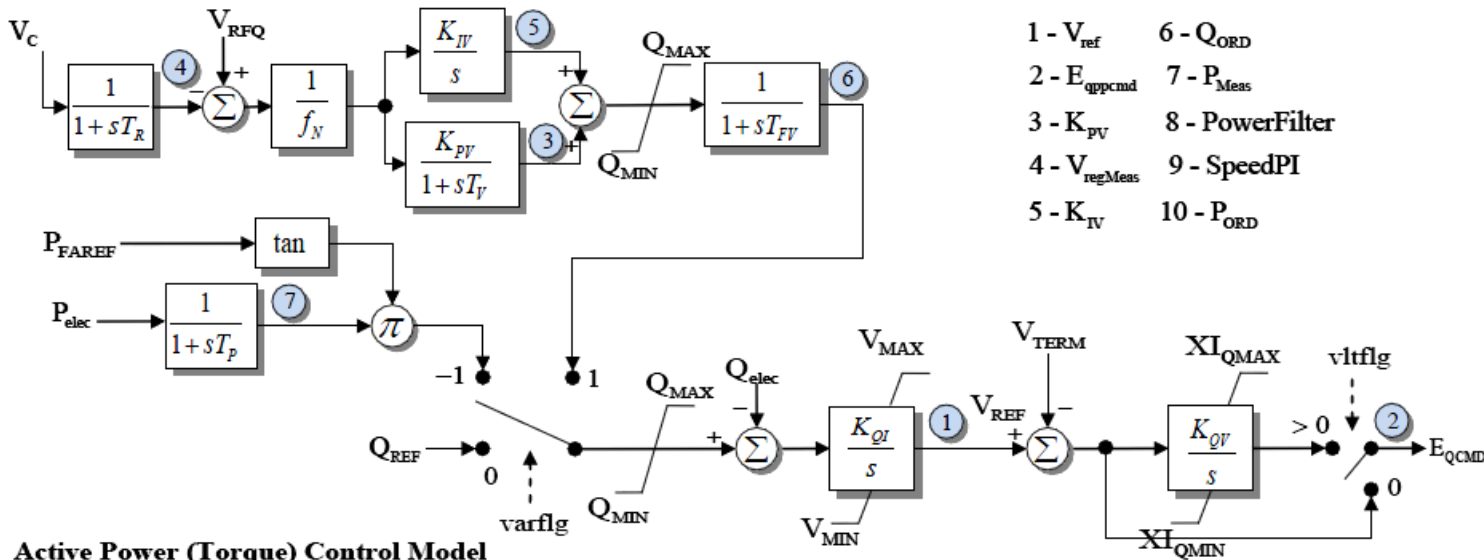 V_C
V_RFQ
1
1 + sT_R
4
−
+
Σ
1
f_N
K_IV
s
5
K_PV
1 + sT_V
3
+
+
Σ
Q_MAX
Q_MIN
1
1 + sT_FV
6
1 - V_ref 6 - Q_ORD
2 - E_qppcmd 7 - P_Meas
3 - K_PV 8 - PowerFilter
4 - V_regMeas 9 - SpeedPI
5 - K_IV 10 - P_ORD
P_FAREF
tan
P_elec
1
1 + sT_P
7
π
−1
1
Q_REF
0
varflg
Q_MAX
Q_MIN
Q_elec
−
+
Σ
V_MAX
K_QI
s
V_MIN
1
V_REF
V_TERM
−
+
Σ
XI_QMAX
K_QV
s
XI_QMIN
> 0
vltflg
2
0
E_QCMD
Active Power (Torque) Control Model